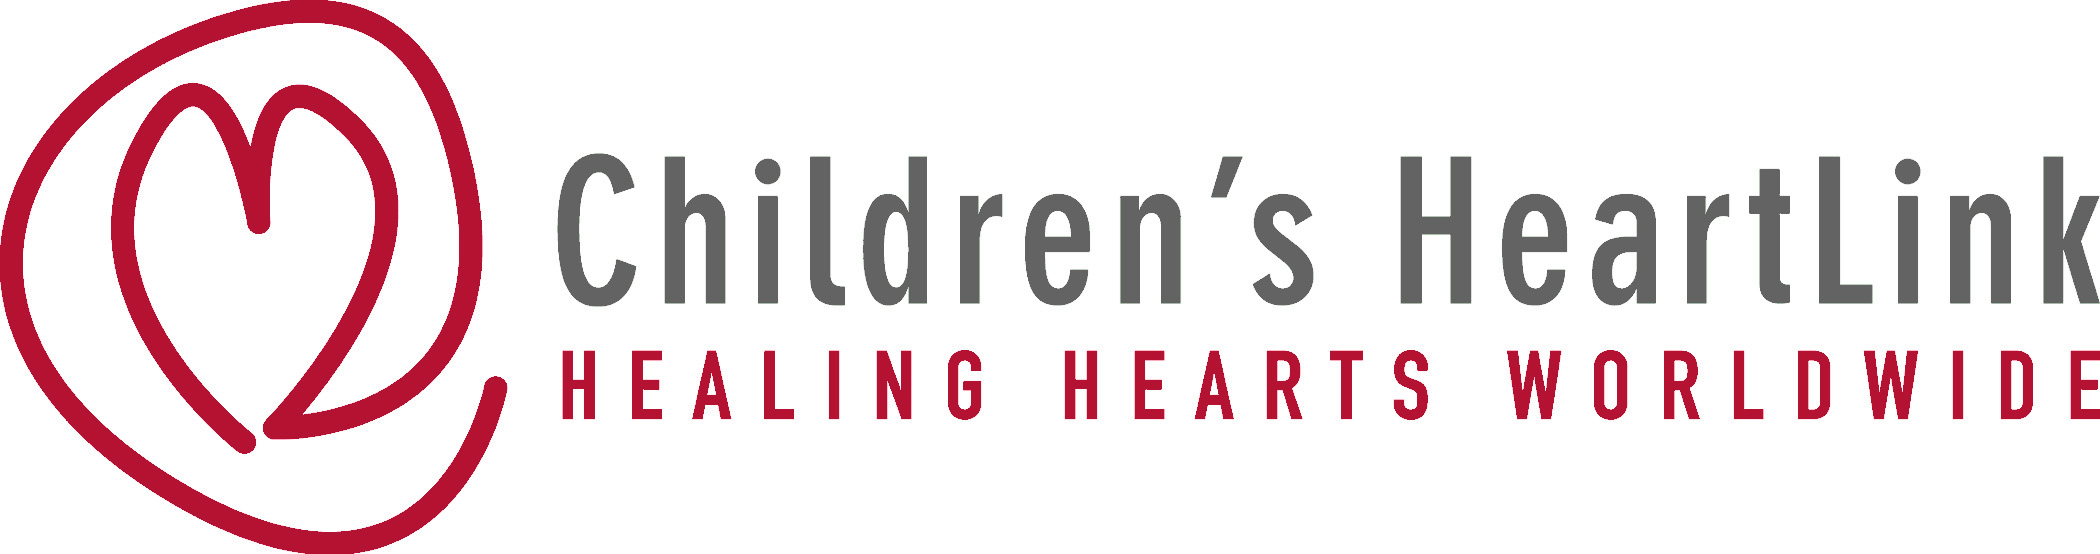 Children’s HeartLink
HEALING HEARTS WORLDWIDE